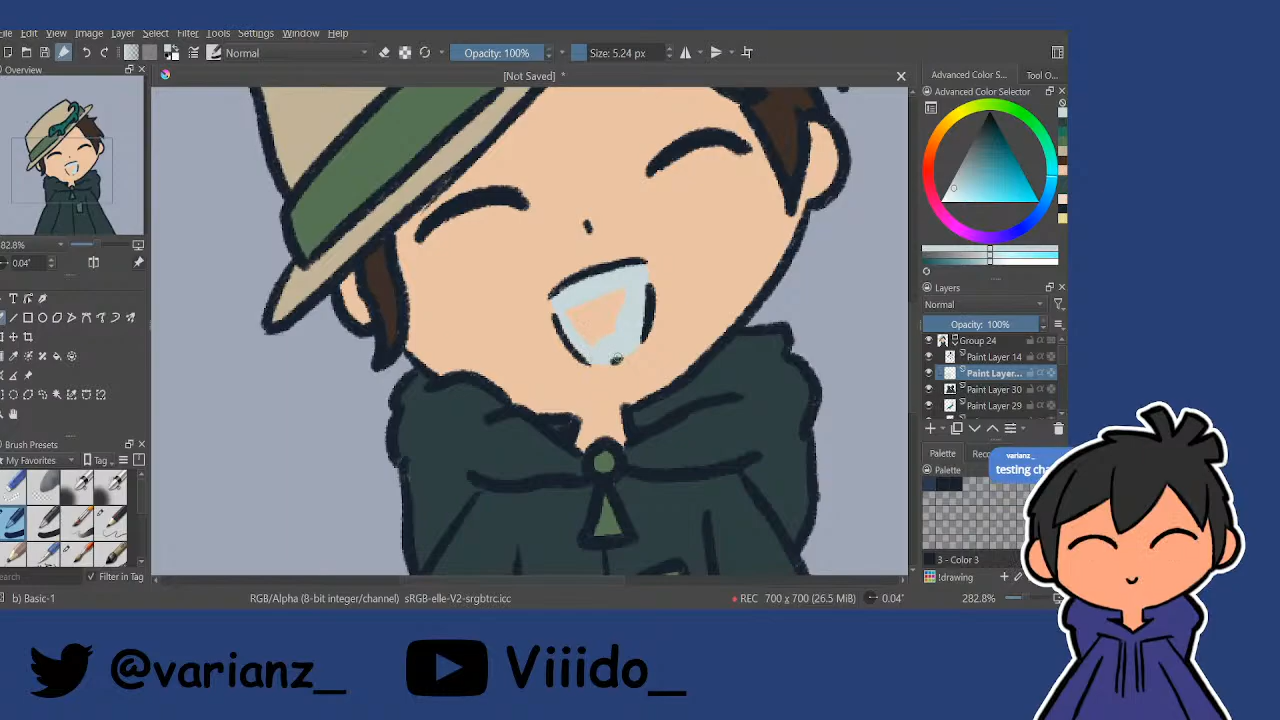 File Edit View Image Layer Select Filter Tools Settings Window Help
Normal
Opacity: 100%
Size: 5.24 px
Overview
[Not Saved] *
Advanced Color S...
Tool O...
Advanced Color Selector
82.8%
0.04°
Layers
Normal
Opacity: 100%
Group 24
Paint Layer 14
Paint Layer...
Paint Layer 30
Paint Layer 29
Brush Presets
My Favorites
Tag
Search
Filter in Tag
Palette
Palette
varianz_
testing cha
3 - Color 3
!drawing
b) Basic-1
RGB/Alpha (8-bit integer/channel) sRGB-elle-V2-srgbtrc.icc
REC
700 x 700 (26.5 MiB)
0.04°
282.8%
@varianz_
Viiido_